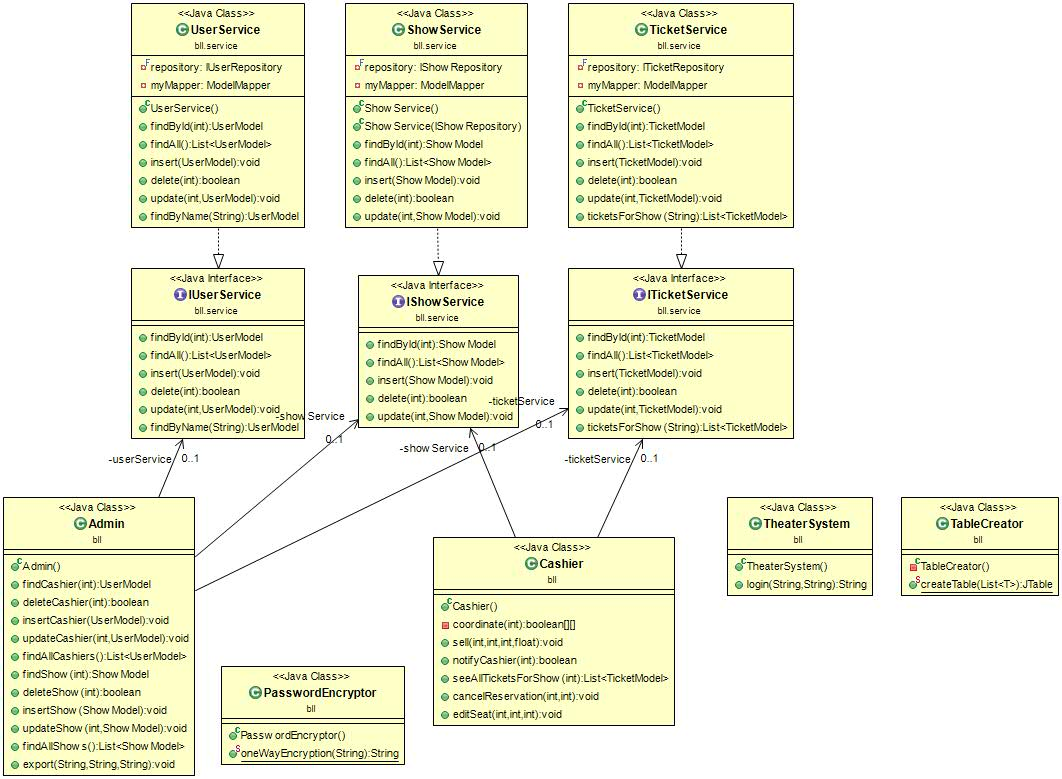 <<Java Class>>
UserService
bll.service
repository: IUserRepository
myMapper: ModelMapper
UserService()
findById(int):UserModel
findAll():List<UserModel>
insert(UserModel):void
delete(int):boolean
update(int,UserModel):void
findByName(String):UserModel
<<Java Class>>
ShowService
bll.service
repository: IShow Repository
myMapper: ModelMapper
Show Service()
Show Service(IShow Repository)
findById(int):Show Model
findAll():List<Show Model>
insert(Show Model):void
delete(int):boolean
update(int,Show Model):void
<<Java Class>>
TicketService
bll.service
repository: ITicketRepository
myMapper: ModelMapper
TicketService()
findById(int):TicketModel
findAll():List<TicketModel>
insert(TicketModel):void
delete(int):boolean
update(int,TicketModel):void
ticketsForShow (String):List<TicketModel>
<<Java Interface>>
IUserService
bll.service
findById(int):UserModel
findAll():List<UserModel>
insert(UserModel):void
delete(int):boolean
update(int,UserModel):void
findByName(String):UserModel
<<Java Interface>>
IShowService
bll.service
findById(int):Show Model
findAll():List<Show Model>
insert(Show Model):void
delete(int):boolean
update(int,Show Model):void
<<Java Interface>>
ITicketService
bll.service
findById(int):TicketModel
findAll():List<TicketModel>
insert(TicketModel):void
delete(int):boolean
update(int,TicketModel):void
ticketsForShow (String):List<TicketModel>
-userService
0..1
-show Service
0..1
-ticketService
0..1
-show Service
0..1
-ticketService
0..1
<<Java Class>>
Admin
bll
Admin()
findCashier(int):UserModel
deleteCashier(int):boolean
insertCashier(UserModel):void
updateCashier(int,UserModel):void
findAllCashiers():List<UserModel>
findShow (int):Show Model
deleteShow (int):boolean
insertShow (Show Model):void
updateShow (int,Show Model):void
findAllShow s():List<Show Model>
export(String,String,String):void
<<Java Class>>
PasswordEncryptor
bll
Passw ordEncryptor()
oneWayEncryption(String):String
<<Java Class>>
Cashier
bll
Cashier()
coordinate(int):boolean[][]
sell(int,int,int,float):void
notifyCashier(int):boolean
seeAllTicketsForShow (int):List<TicketModel>
cancelReservation(int,int):void
editSeat(int,int,int):void
<<Java Class>>
TheaterSystem
bll
TheaterSystem()
login(String,String):String
<<Java Class>>
TableCreator
bll
TableCreator()
createTable(List<T>):JTable